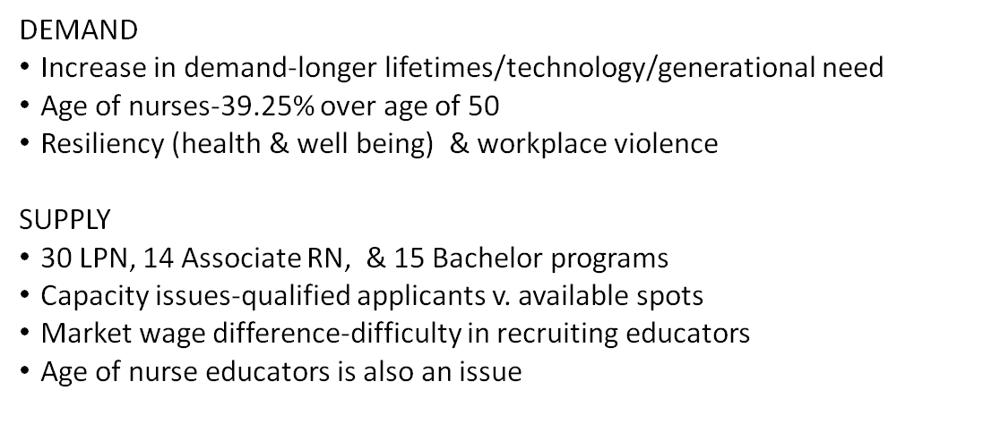 DEMAND
• Increase in demand-longer lifetimes/technology/generational need
• Age of nurses-39.25% over age of 50
• Resiliency (health & well being)  & workplace violence
SUPPLY
• 30 LPN, 14 Associate RN,  & 15 Bachelor programs
• Capacity issues-qualified applicants v. available spots
• Market wage difference-difficulty in recruiting educators
• Age of nurse educators is also an issue